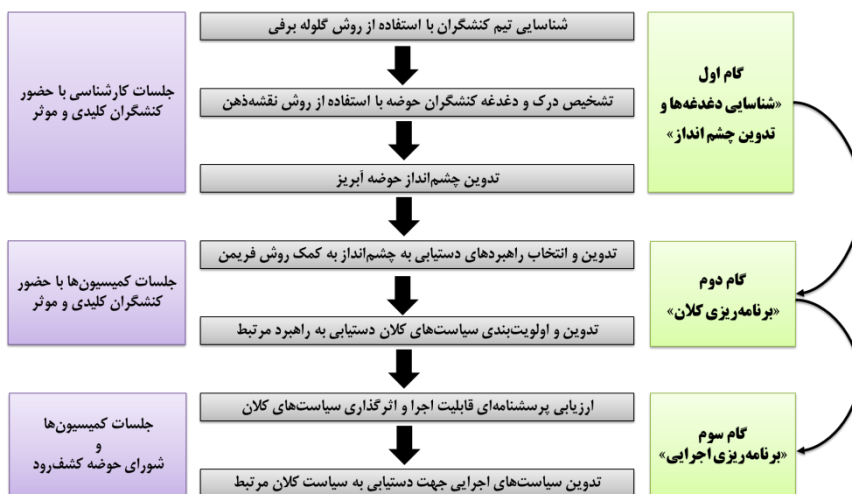 گام اول
«شناسایی دغدغه‌ها و
تدوین چشم انداز»
شناسایی تیم کنشگران با استفاده از روش گلوله برفی
تشخیص درک و دغدغه کنشگران حوضه با استفاده از روش نقشه‌ذهن
تدوین چشم‌انداز حوضه آبریز
جلسات کارشناسی با حضور
کنشگران کلیدی و موثر
گام دوم
«برنامه‌ریزی کلان»
تدوین و انتخاب راهبردهای دستیابی به چشم‌انداز به کمک روش فریمن
تدوین و اولویت‌بندی سیاست‌های کلان دستیابی به راهبرد مرتبط
جلسات کمیسیون‌ها با حضور
کنشگران کلیدی و موثر
گام سوم
«برنامه‌ریزی اجرایی»
ارزیابی پرسشنامه‌ای قابلیت اجرا و اثرگذاری سیاست‌های کلان
تدوین سیاست‌های اجرایی جهت دستیابی به سیاست کلان مرتبط
جلسات کمیسیون‌ها
و
شورای حوضه کشف‌رود